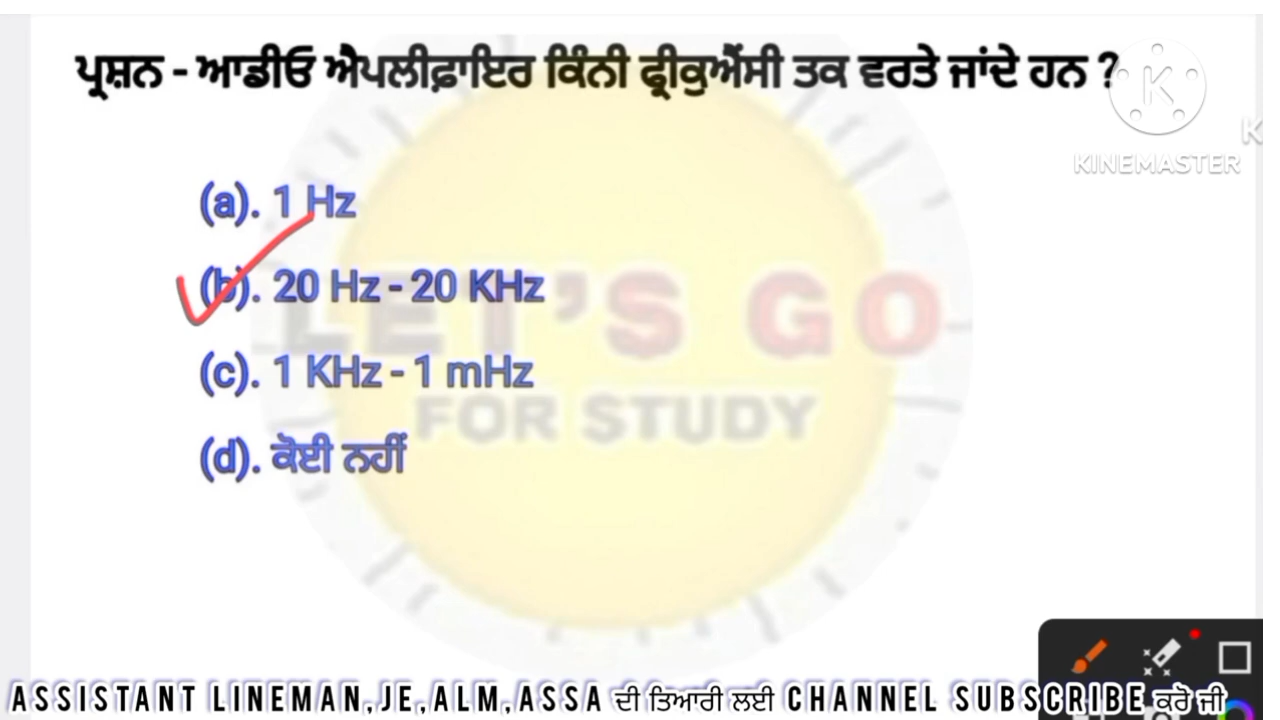 ਪ੍ਰਸ਼ਨ - ਆਡੀਓ ਐਪਲੀਫ਼ਾਇਰ ਕਿੰਨੀ ਫ੍ਰੀਕੁਐਂਸੀ ਤਕ ਵਰਤੇ ਜਾਂਦੇ ਹਨ ?
K
KINEMASTER
(a). 1 Hz
(b). 20 Hz - 20 KHz
LET'S GO
(c). 1 KHz - 1 mHz
FOR STUDY
(d). ਕੋਈ ਨਹੀਂ
ASSISTANT LINEMAN,JE,ALM,ASSA ਦੀ ਤਿਆਰੀ ਲਈ CHANNEL SUBSCRIBE ਕਰੋ ਜੀ